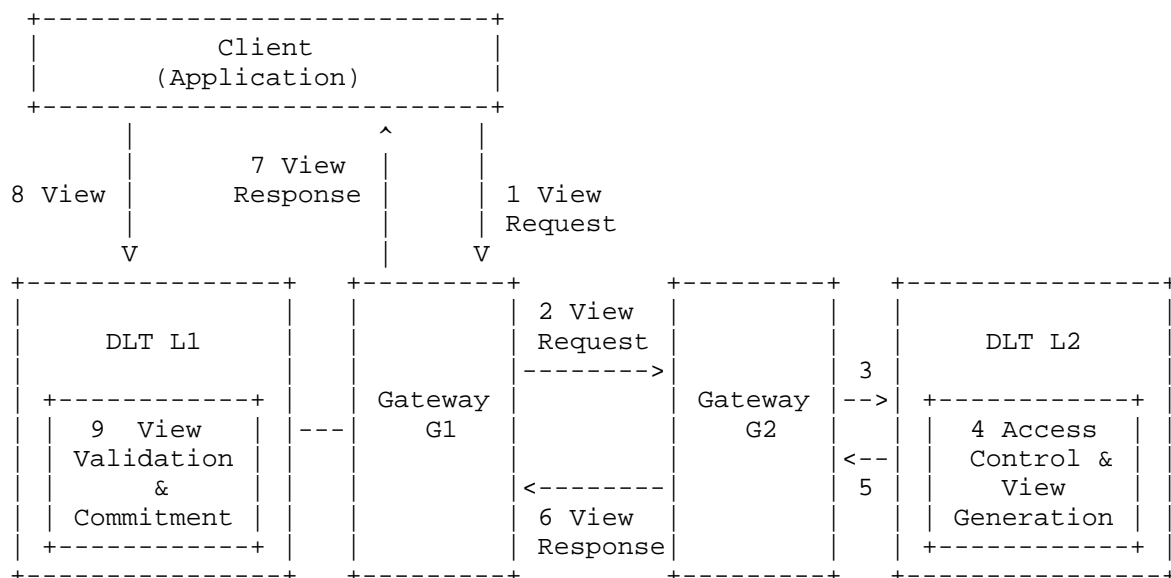 Client
(Application)
7 View
8 View Response 1 View
Request
2 View
DLT L1 Request DLT L2
3
Gateway Gateway
9 View G1 G2 4 Access
Validation Control &
& 5 View
Commitment 6 View Generation
Response